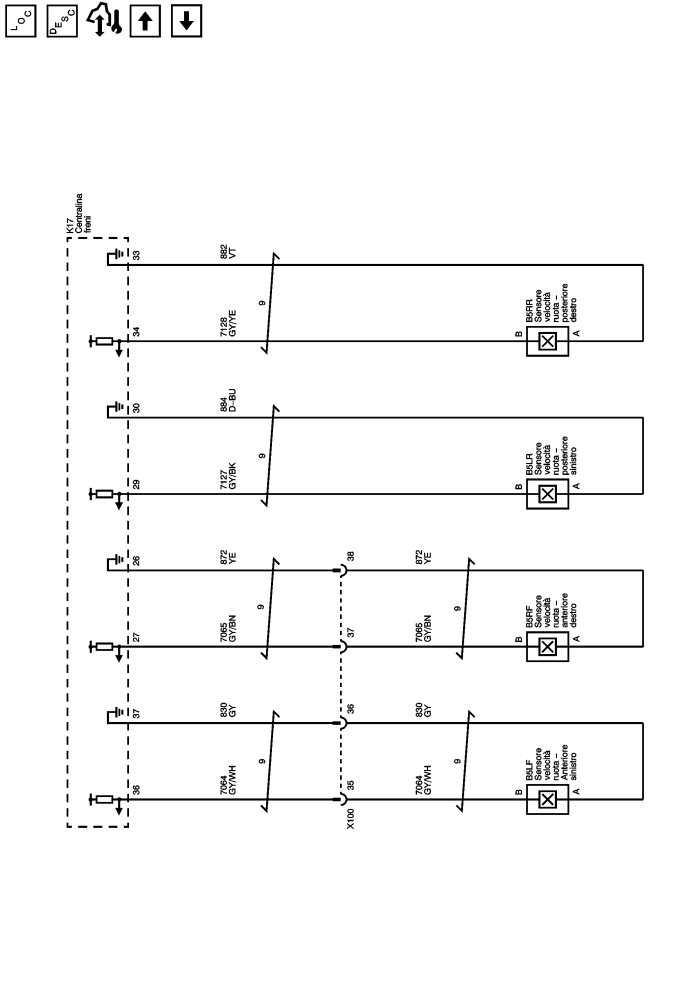 LOC
DESC
K17
Centralina
freni
33
882
VT
34
7128
GY/YE
9
B5RR
Sensore
velocità
ruota –
posteriore
destro
B
A
30
884
D-BU
29
7127
GY/BK
9
B5LR
Sensore
velocità
ruota –
posteriore
sinistro
B
A
26
872
YE
38
872
YE
27
7065
GY/BN
9
37
7065
GY/BN
9
B5RF
Sensore
velocità
ruota –
anteriore
destro
B
A
37
830
GY
36
830
GY
36
7064
GY/WH
9
35
X100
7064
GY/WH
9
B5LF
Sensore
velocità
ruota –
Anteriore
sinistro
B
A